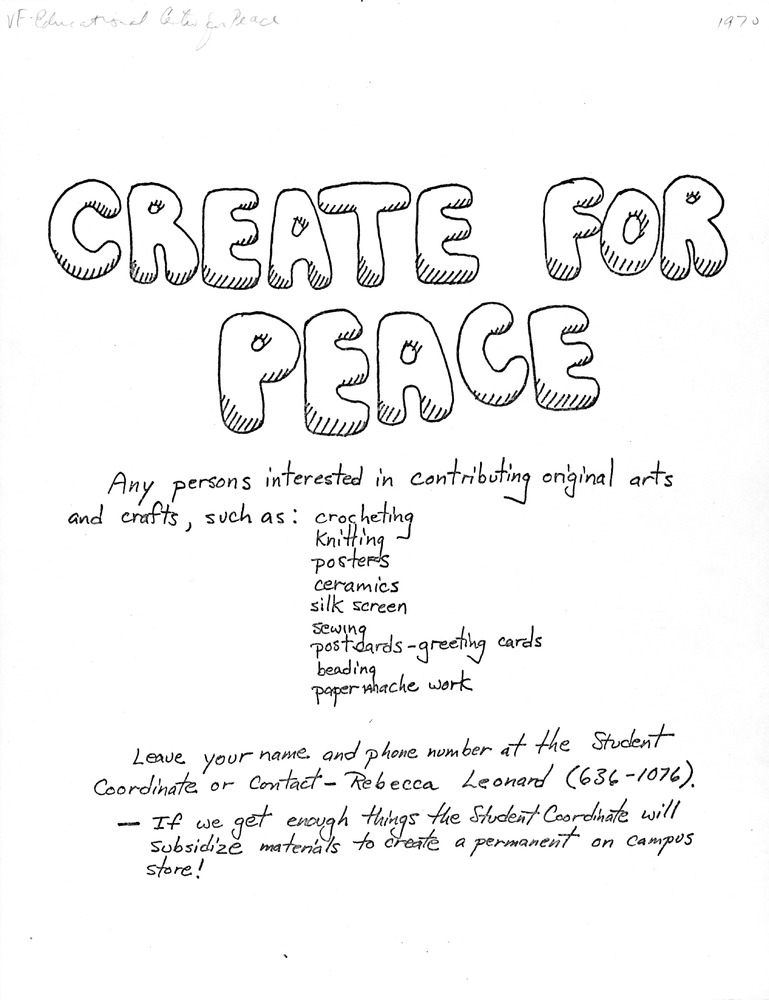 VF-Educational Center for Peace
1970
CREATE FOR
PEACE
Any persons interested in contributing original arts
and crafts, such as: crocheting
Knitting
posters
ceramics
silk screen
sewing
postcards-greeting cards
beading
paper mache work
Leave your name and phone number at the Student
Coordinate or Contact- Rebecca Leonard (636-1076).
— If we get enough things the Student Coordinate will
subsidize materials to create a permanent on campus
store!